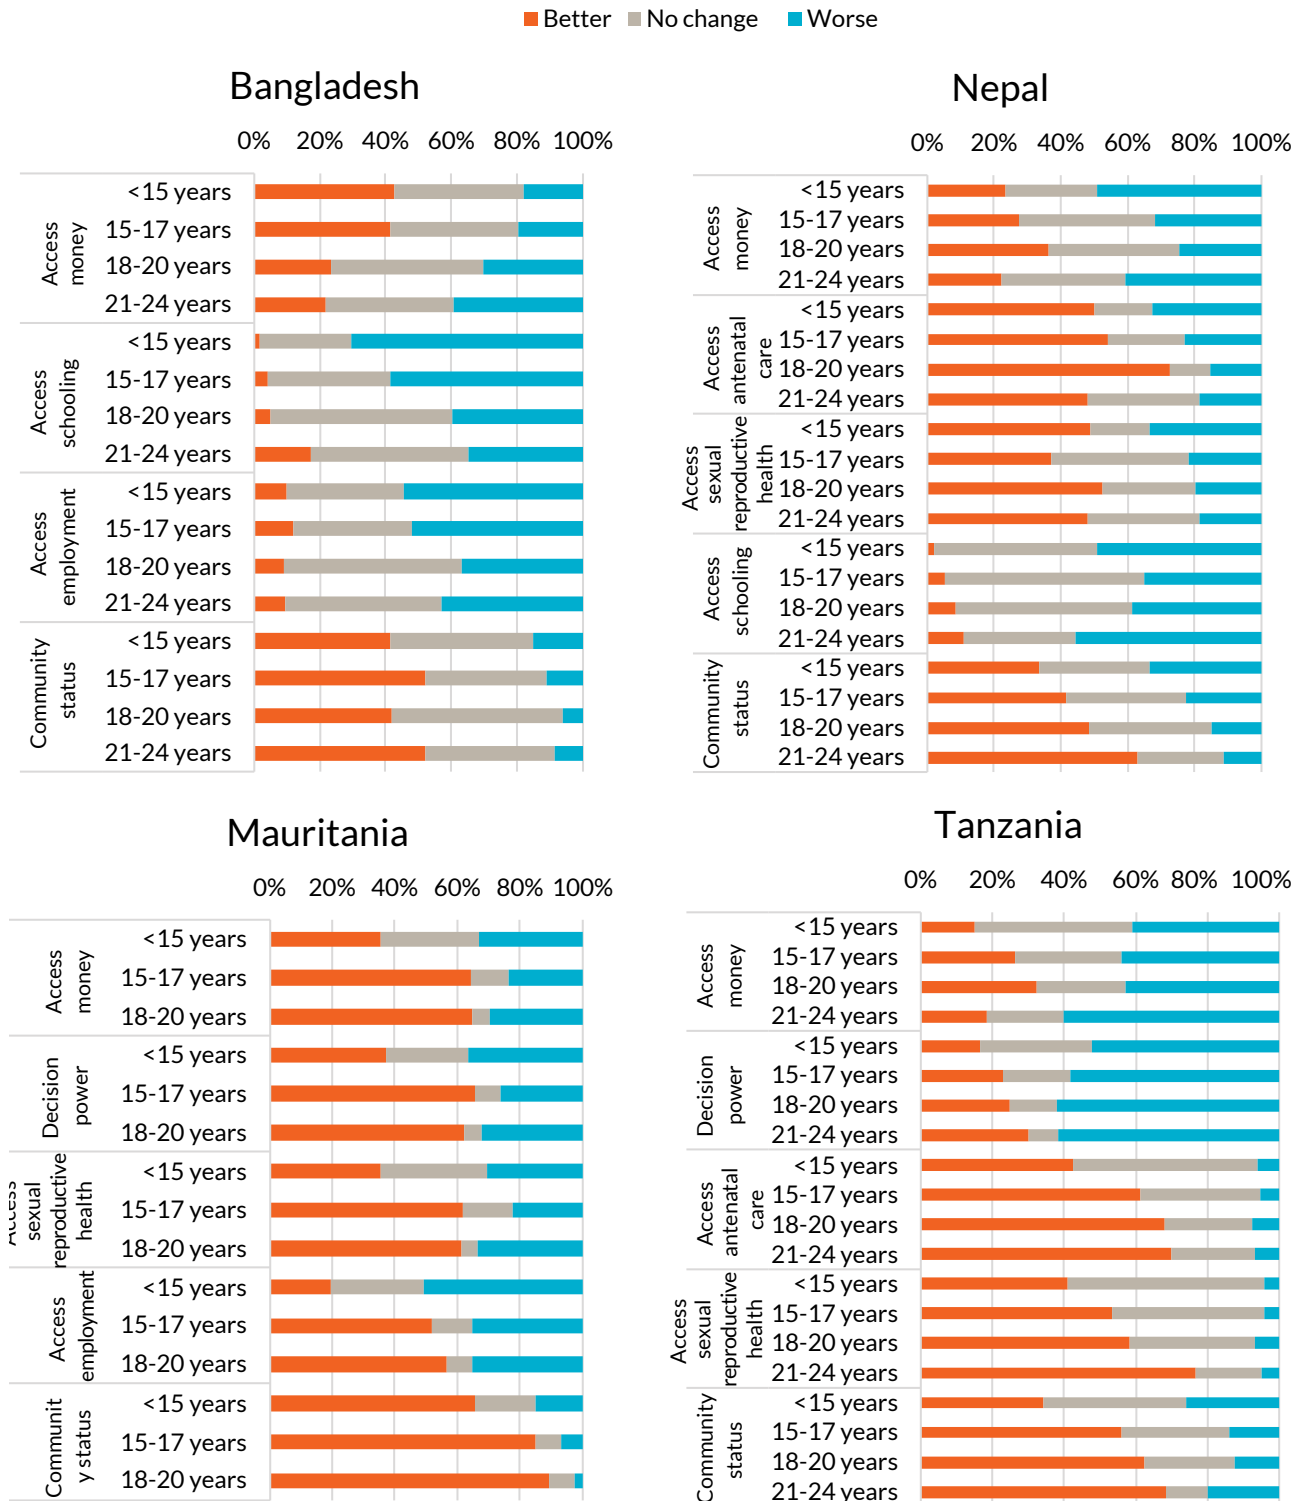 Better No change Worse
Bangladesh
0% 20% 40% 60% 80% 100%
Access
money
<15 years
15-17 years
18-20 years
21-24 years
Access
schooling
<15 years
15-17 years
18-20 years
21-24 years
Access
employment
<15 years
15-17 years
18-20 years
21-24 years
Community
status
<15 years
15-17 years
18-20 years
21-24 years
Nepal
0% 20% 40% 60% 80% 100%
Access
money
<15 years
15-17 years
18-20 years
21-24 years
Access
antenatal
care
<15 years
15-17 years
18-20 years
21-24 years
Access
sexual
reproductive
health
<15 years
15-17 years
18-20 years
21-24 years
Access
schooling
<15 years
15-17 years
18-20 years
21-24 years
Community
status
<15 years
15-17 years
18-20 years
21-24 years
Mauritania
0% 20% 40% 60% 80% 100%
Access
money
<15 years
15-17 years
18-20 years
Decision
power
<15 years
15-17 years
18-20 years
Access
sexual
reproductive
health
<15 years
15-17 years
18-20 years
Access
employment
<15 years
15-17 years
18-20 years
Communit
y status
<15 years
15-17 years
18-20 years
Tanzania
0% 20% 40% 60% 80% 100%
Access
money
<15 years
15-17 years
18-20 years
21-24 years
Decision
power
<15 years
15-17 years
18-20 years
21-24 years
Access
antenatal
care
<15 years
15-17 years
18-20 years
21-24 years
Access
sexual
reproductive
health
<15 years
15-17 years
18-20 years
21-24 years
Community
status
<15 years
15-17 years
18-20 years
21-24 years